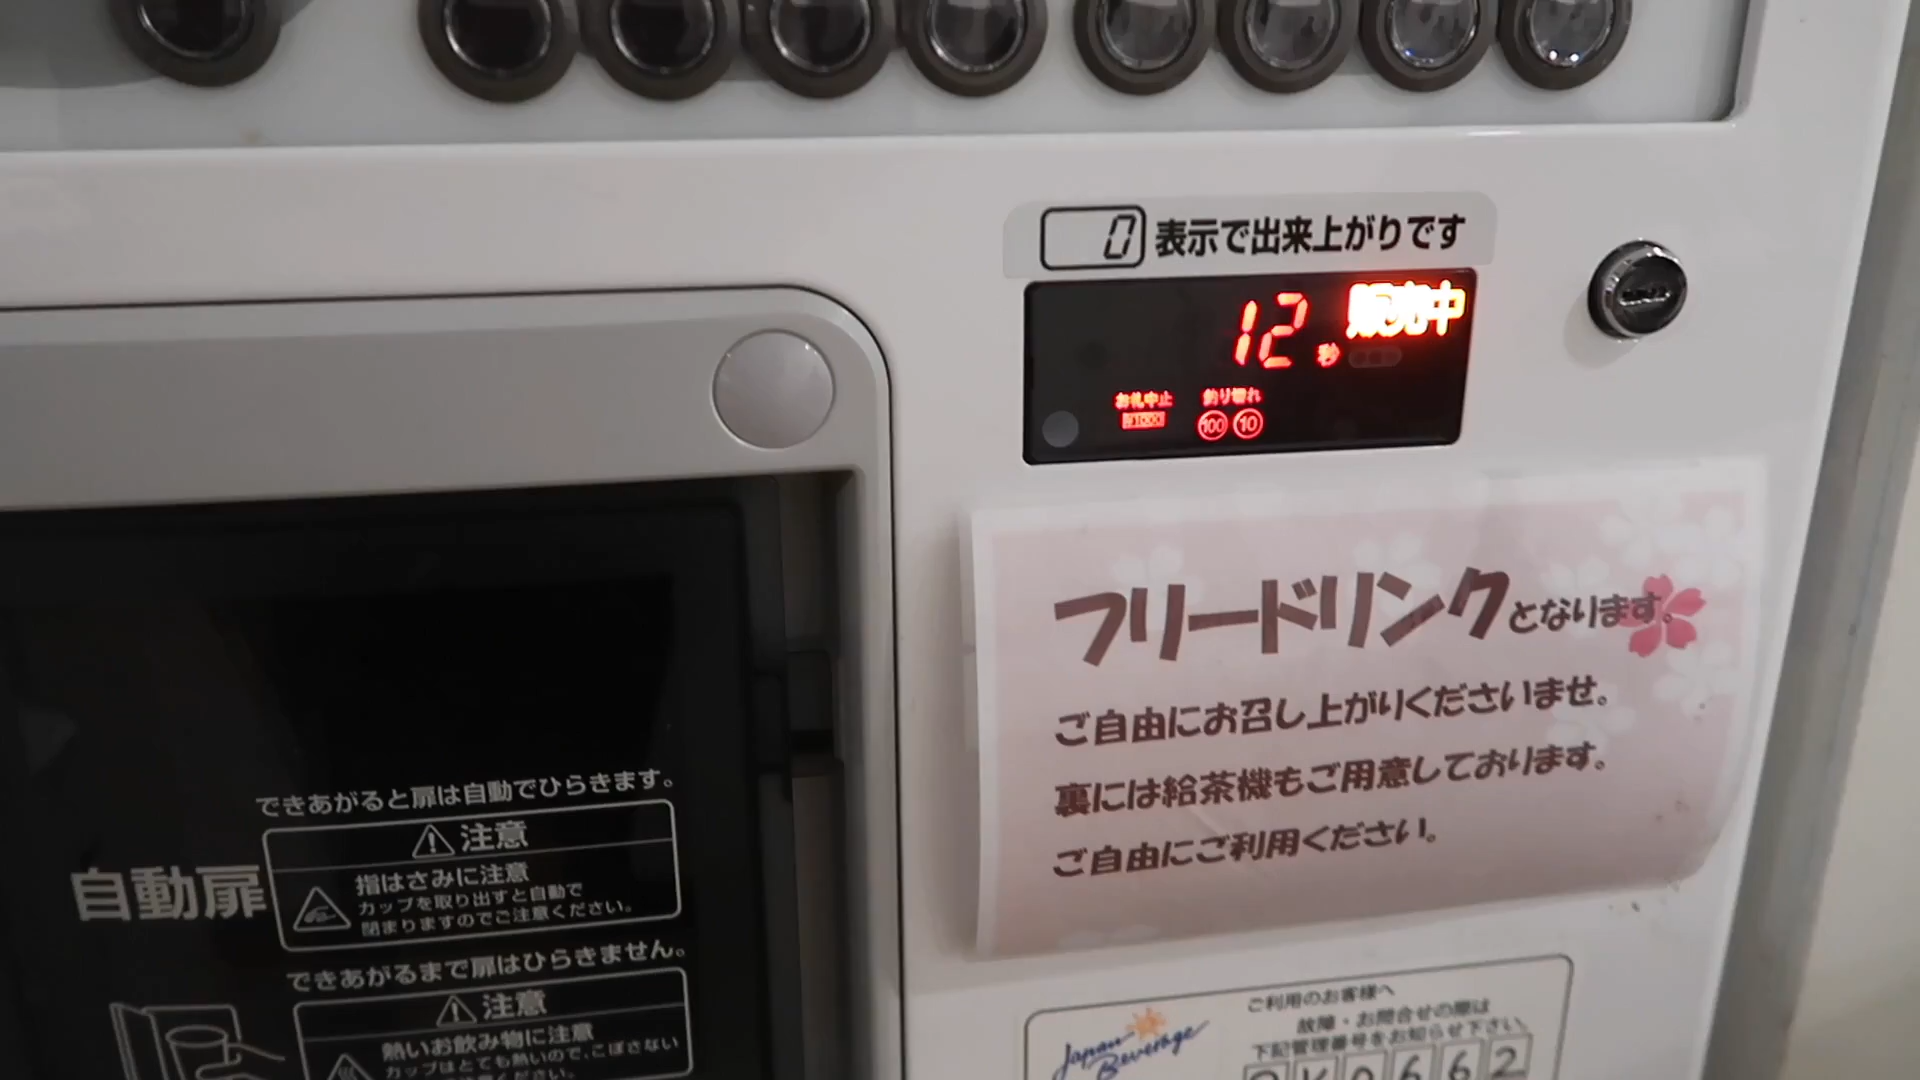 0 表示で出来上がりです
12 秒 販売中
お札中止 釣り切れ
¥1000 100 10
フリードリンクとなります。
ご自由にお召し上がりくださいませ。
裏には給茶機もご用意しております。
ご自由にご利用ください。
できあがると扉は自動でひらきます。
注意
自動扉
指はさみに注意
カップを取り出すと自動で
閉まりますのでご注意ください。
できあがるまで扉はひらきません。
注意
熱いお飲み物に注意
カップはとても熱いので、こぼさない
Japan Beverage
ご利用のお客様へ
故障・お問合せの際は
下記管理番号をお知らせ下さい
0662